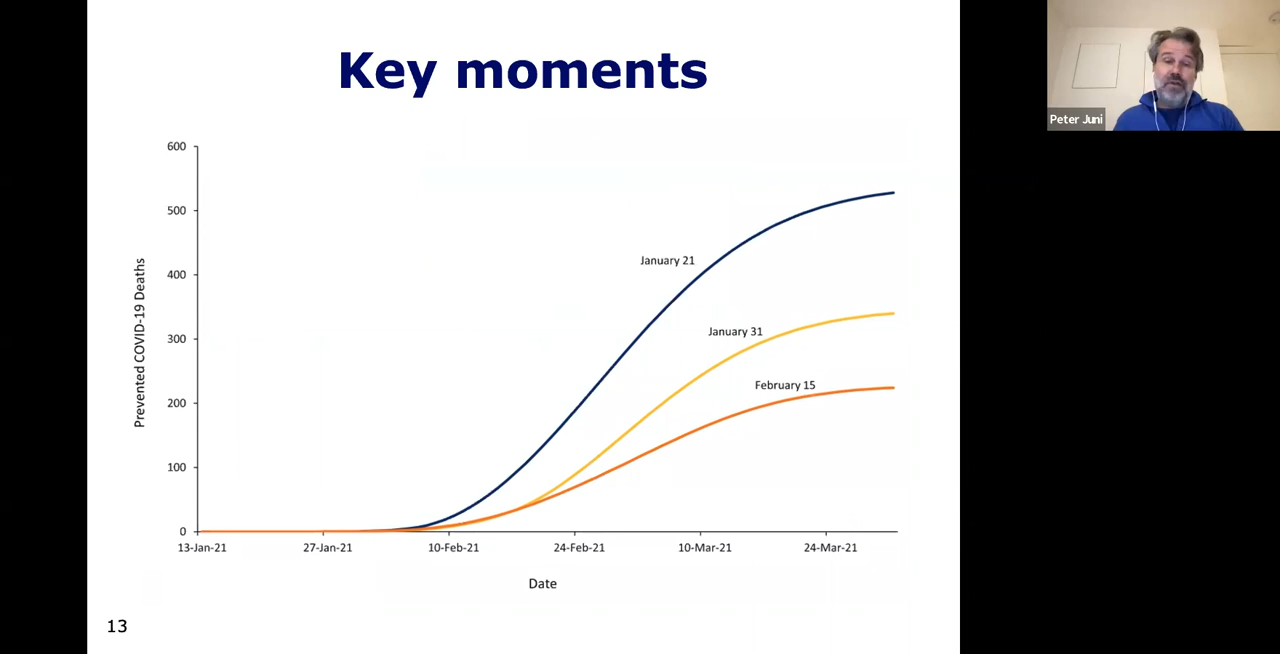 Key moments
Peter Juni
600
500
400
300
200
100
0
Prevented COVID-19 Deaths
January 21
January 31
February 15
13-Jan-21
27-Jan-21
10-Feb-21
24-Feb-21
10-Mar-21
24-Mar-21
Date
13